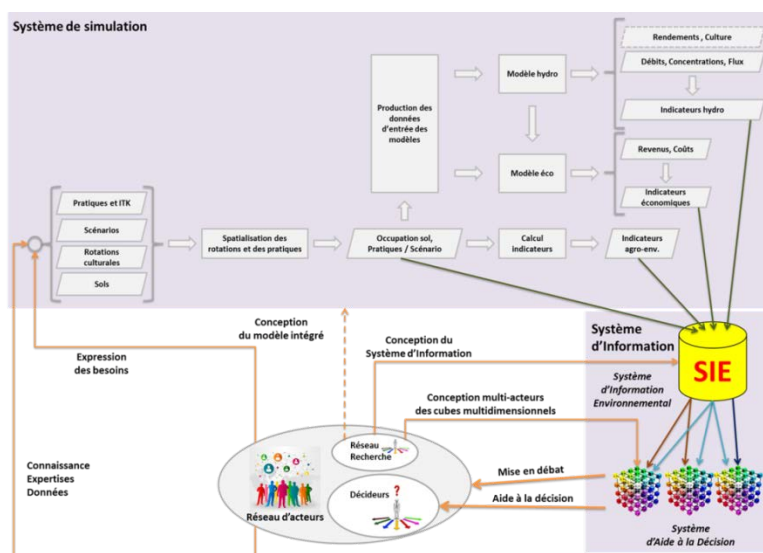 Système de simulation
Rendements , Culture
Débits, Concentrations, Flux
Indicateurs hydro
Modèle hydro
Production des
données
d'entrée des
modèles
Modèle éco
Revenus, Coûts
Indicateurs
économiques
Pratiques et ITK
Scénarios
Rotations
culturales
Sols
Spatialisation des
rotations et des pratiques
Occupation sol,
Pratiques / Scénario
Calcul
indicateurs
Indicateurs
agro-env.
Conception
du modèle intégré
Expression
des besoins
Conception du
Système d'Information
Conception multi-acteurs
des cubes multidimensionnels
Système
d'Information
SIE
Système
d'Information
Environnemental
Connaissance
Expertises
Données
Réseau
Recherche
Réseau d'acteurs
Décideurs ?
Mise en débat
Aide à la décision
Système
d'Aide à la Décision